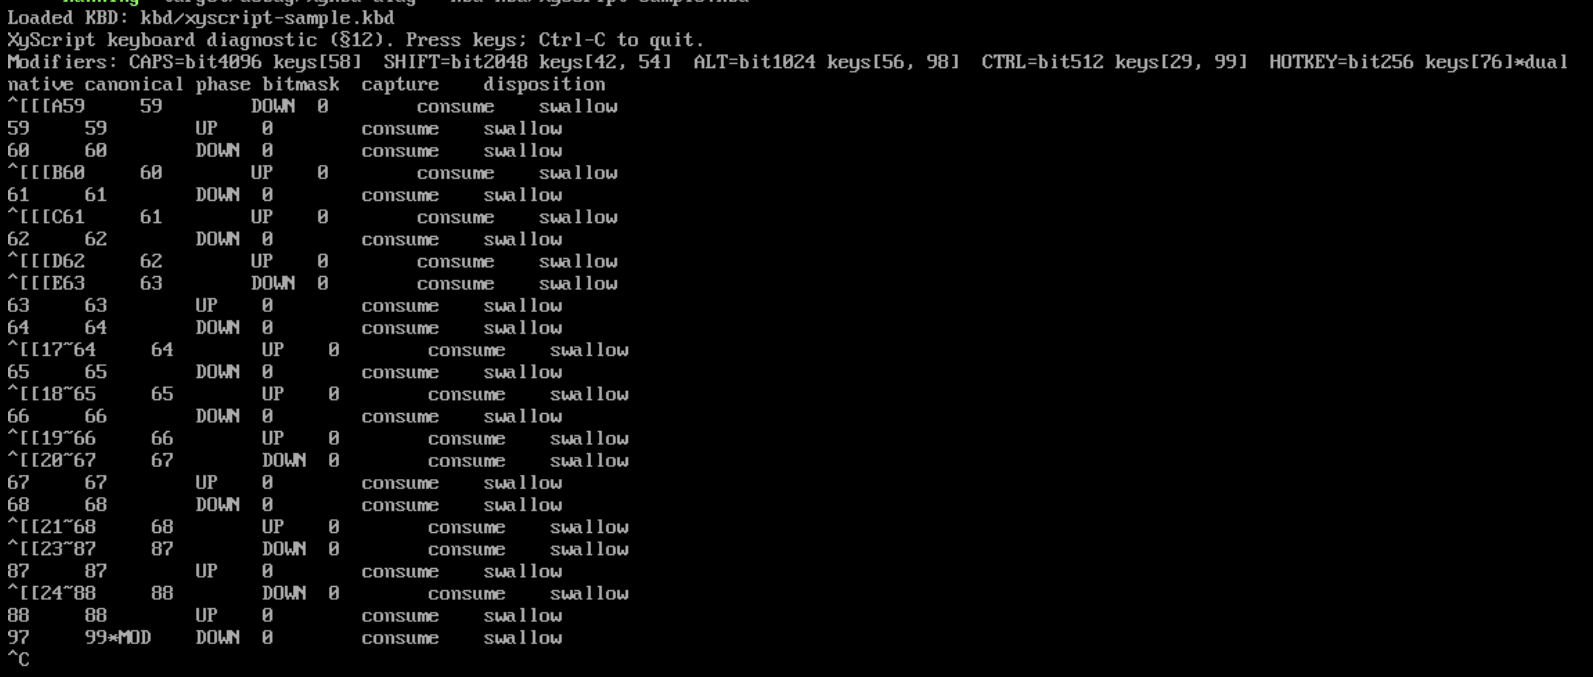 Loaded KBD: kbd/xyscript-sample.kbd
XyScript keyboard diagnostic (§12). Press keys; Ctrl-C to quit.
Modifiers: CAPS=bit4096 keys[58]  SHIFT=bit2048 keys[42, 54]  ALT=bit1024 keys[56, 98]  CTRL=bit512 keys[29, 99]  HOTKEY=bit256 keys[76]*dual
native canonical phase bitmask  capture    disposition
^[[[A59     59        DOWN  0        consume    swallow
59     59        UP    0        consume    swallow
60     60        DOWN  0        consume    swallow
^[[[B60     60        UP    0        consume    swallow
61     61        DOWN  0        consume    swallow
^[[[C61     61        UP    0        consume    swallow
62     62        DOWN  0        consume    swallow
^[[[D62     62        UP    0        consume    swallow
^[[[E63     63        DOWN  0        consume    swallow
63     63        UP    0        consume    swallow
64     64        DOWN  0        consume    swallow
^[[17~64     64        UP    0        consume    swallow
65     65        DOWN  0        consume    swallow
^[[18~65     65        UP    0        consume    swallow
66     66        DOWN  0        consume    swallow
^[[19~66     66        UP    0        consume    swallow
^[[20~67     67        DOWN  0        consume    swallow
67     67        UP    0        consume    swallow
68     68        DOWN  0        consume    swallow
^[[21~68     68        UP    0        consume    swallow
^[[23~87     87        DOWN  0        consume    swallow
87     87        UP    0        consume    swallow
^[[24~88     88        DOWN  0        consume    swallow
88     88        UP    0        consume    swallow
97     99*MOD    DOWN  0        consume    swallow
^C